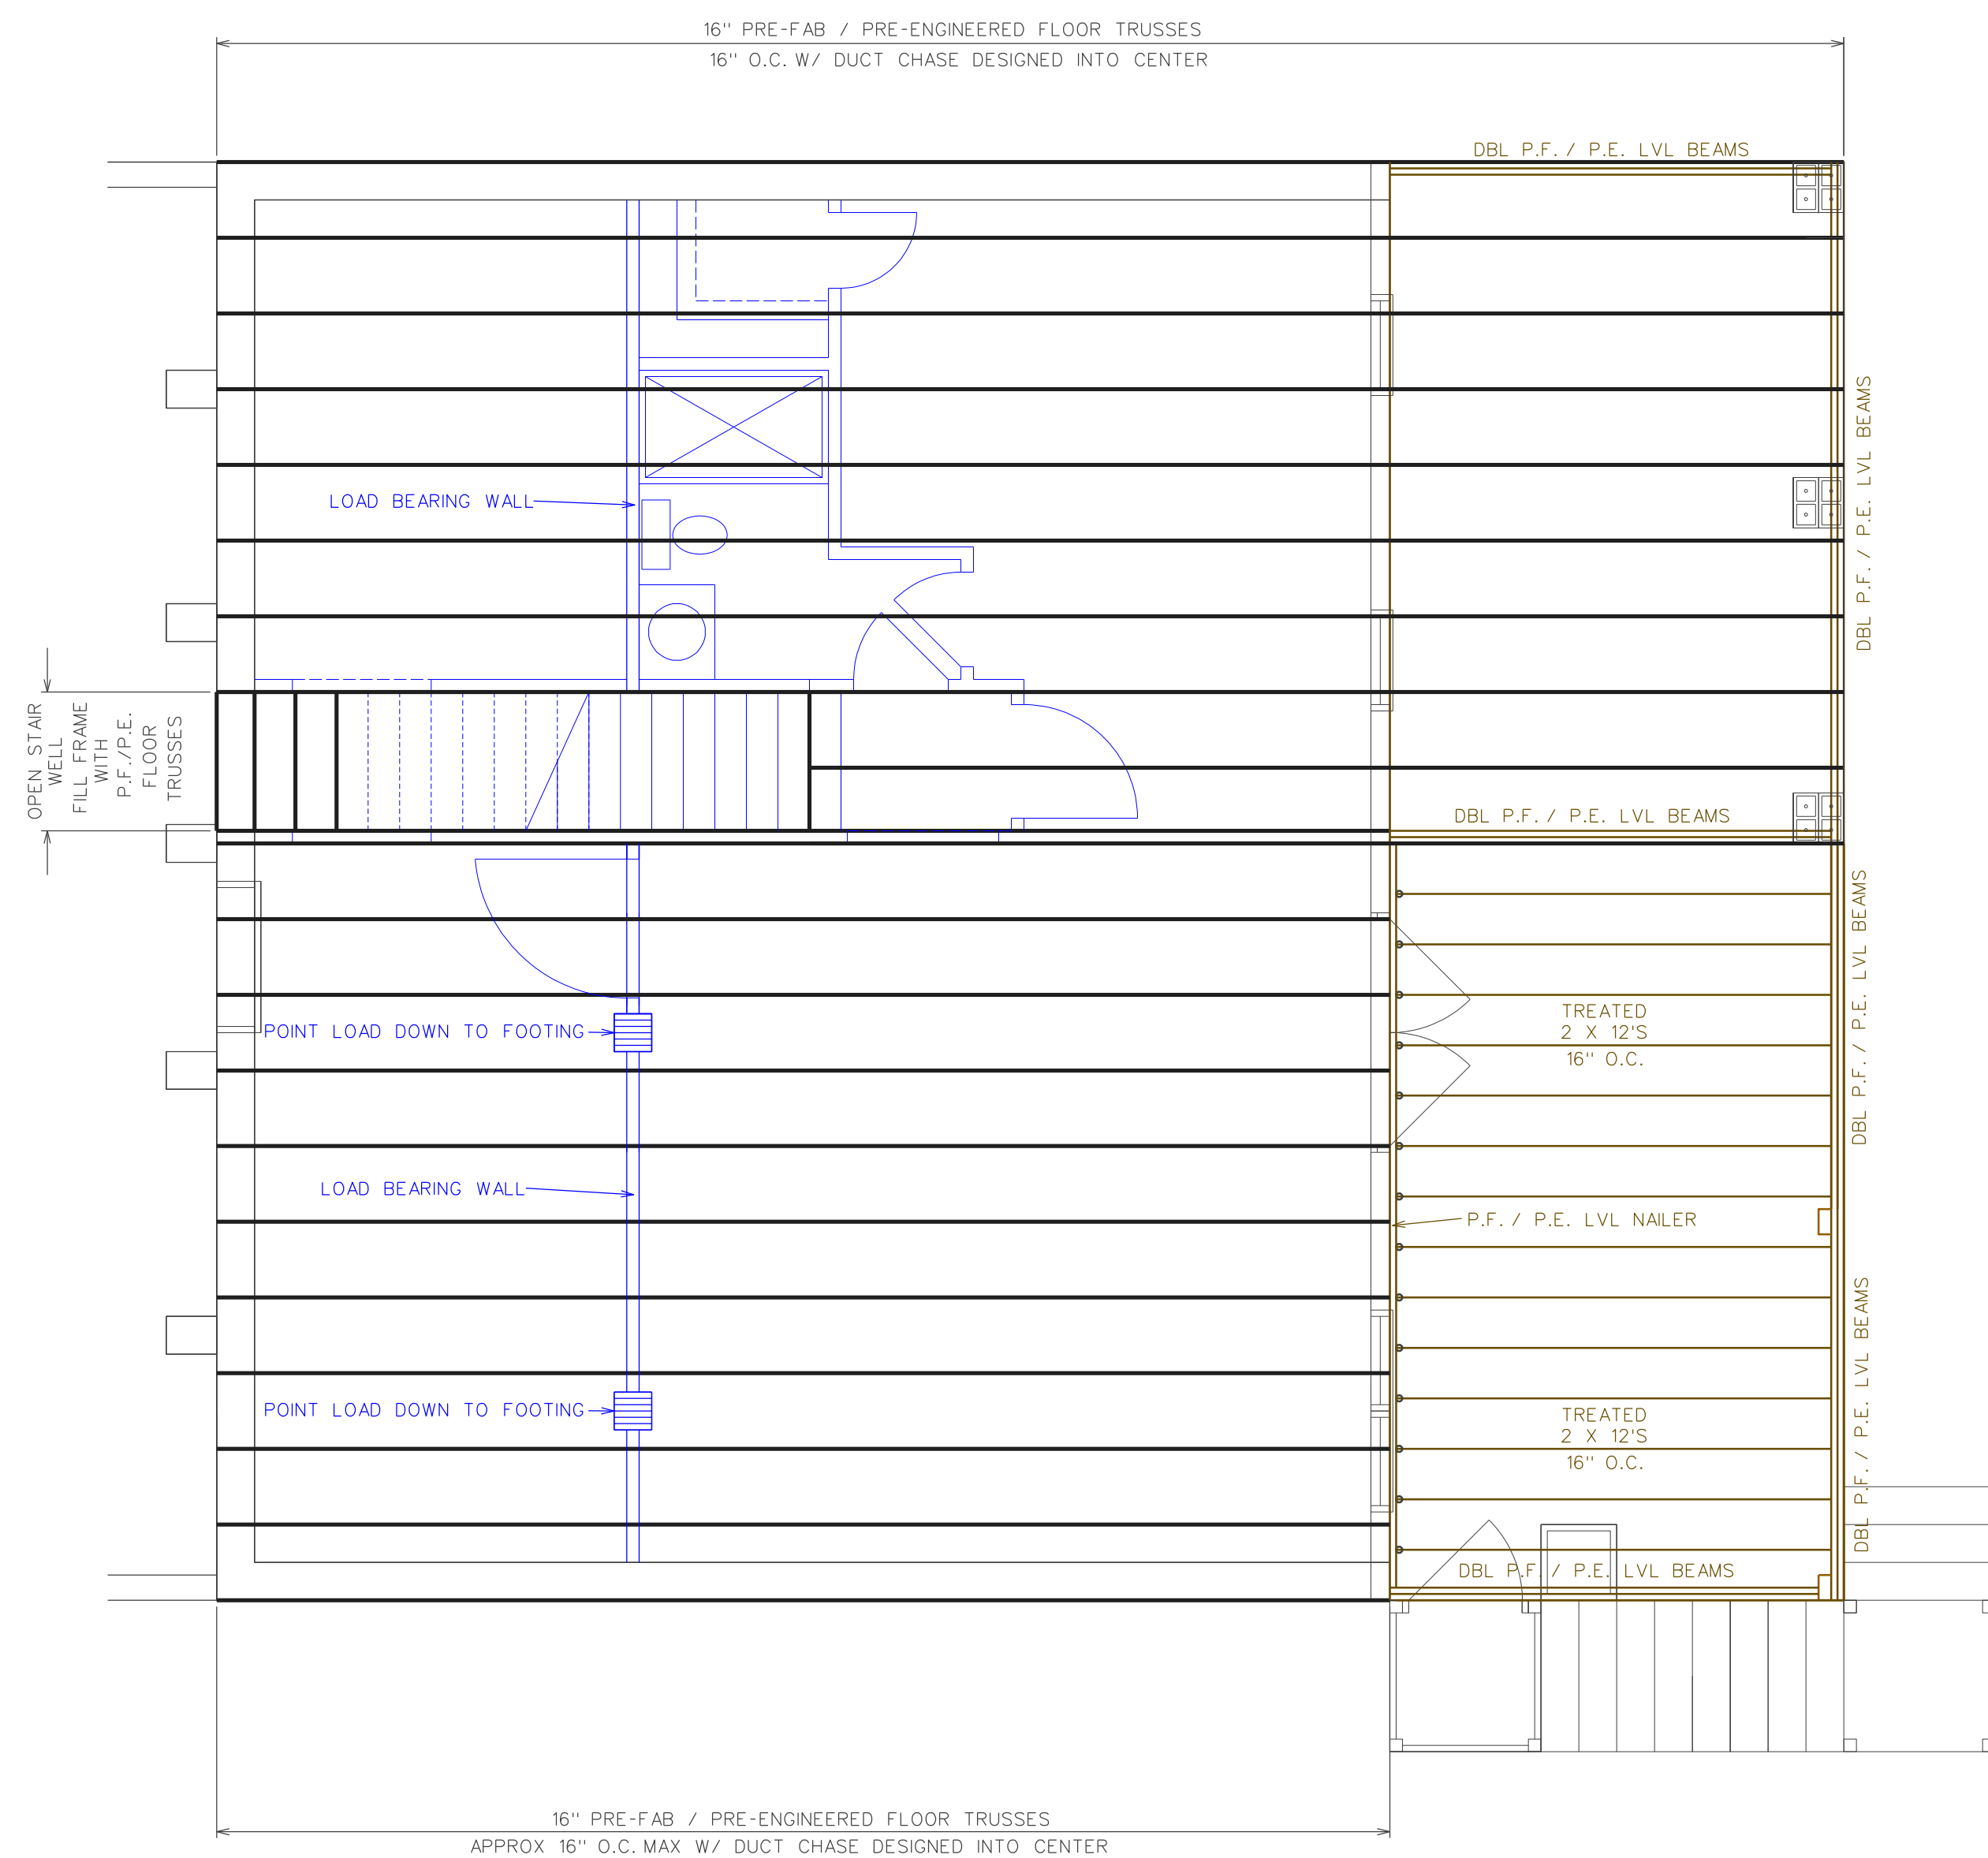 16" PRE-FAB / PRE-ENGINEERED FLOOR TRUSSES
16" O.C. W/ DUCT CHASE DESIGNED INTO CENTER
DBL P.F. / P.E. LVL BEAMS
DBL P.F. / P.E. LVL BEAMS
LOAD BEARING WALL
OPEN STAIR
WELL
FILL FRAME
WITH
P.F./P.E.
FLOOR
TRUSSES
DBL P.F. / P.E. LVL BEAMS
DBL P.F. / P.E. LVL BEAMS
POINT LOAD DOWN TO FOOTING
TREATED
2 X 12'S
16" O.C.
LOAD BEARING WALL
P.F. / P.E. LVL NAILER
DBL P.F. / P.E. LVL BEAMS
POINT LOAD DOWN TO FOOTING
TREATED
2 X 12'S
16" O.C.
DBL P.F. / P.E. LVL BEAMS
16" PRE-FAB / PRE-ENGINEERED FLOOR TRUSSES
APPROX 16" O.C. MAX W/ DUCT CHASE DESIGNED INTO CENTER